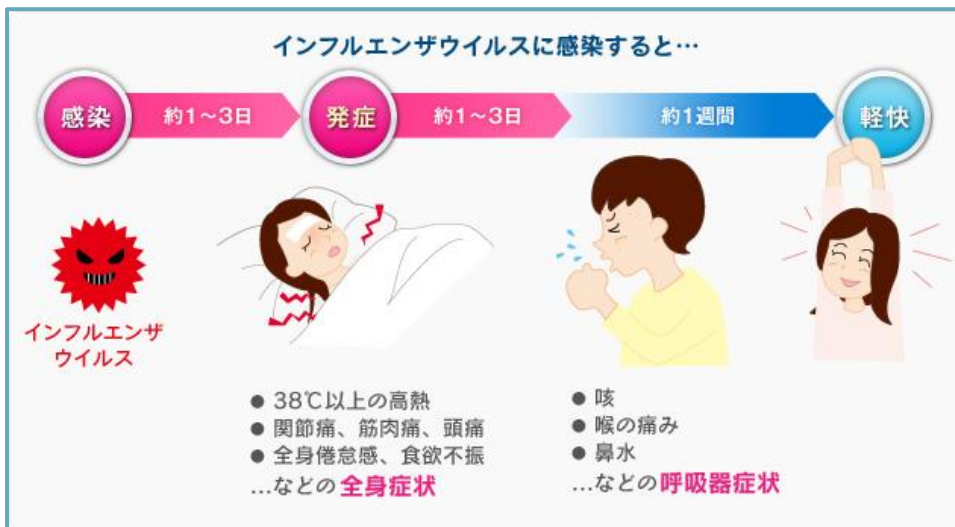 インフルエンザウイルスに感染すると…
感染
約1～3日
発症
約1～3日
約1週間
軽快
インフルエンザ
ウイルス
● 38℃以上の高熱
● 関節痛、筋肉痛、頭痛
● 全身倦怠感、食欲不振
…などの 全身症状
● 咳
● 喉の痛み
● 鼻水
…などの呼吸器症状